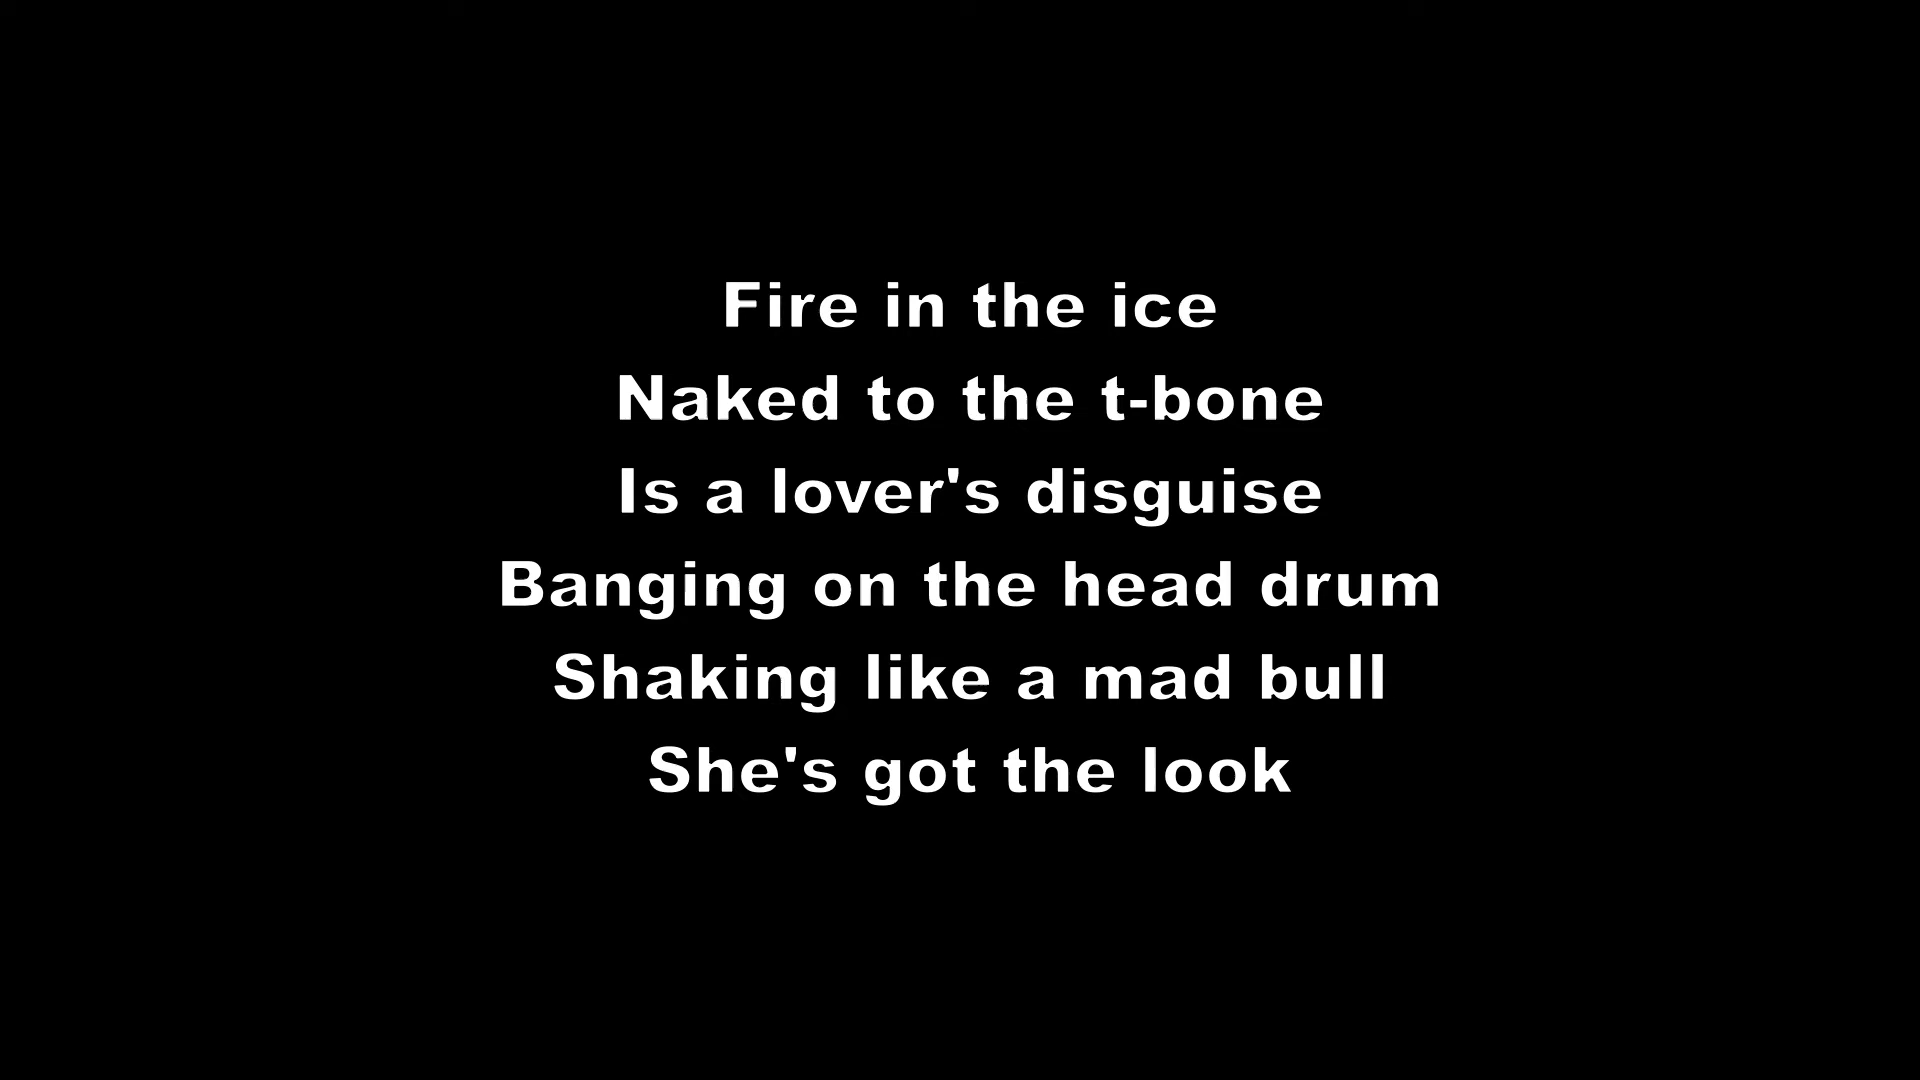 Fire in the ice
Naked to the t-bone
Is a lover's disguise
Banging on the head drum
Shaking like a mad bull
She's got the look